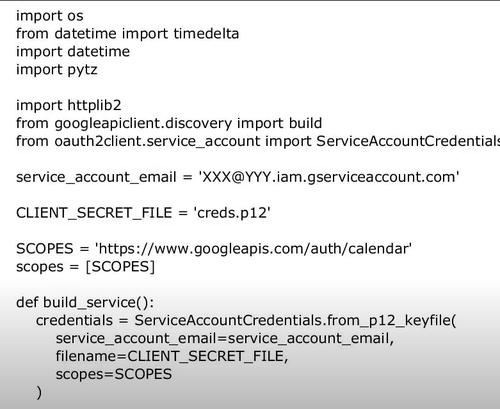 import os
from datetime import timedelta
import datetime
import pytz
import httplib2
from googleapiclient.discovery import build
from oauth2client.service_account import ServiceAccountCredentials
service_account_email = 'XXX@YYY.iam.gserviceaccount.com'
CLIENT_SECRET_FILE = 'creds.p12'
SCOPES = 'https://www.googleapis.com/auth/calendar'
scopes = [SCOPES]
def build_service():
credentials = ServiceAccountCredentials.from_p12_keyfile(
service_account_email=service_account_email,
filename=CLIENT_SECRET_FILE,
scopes=SCOPES
)